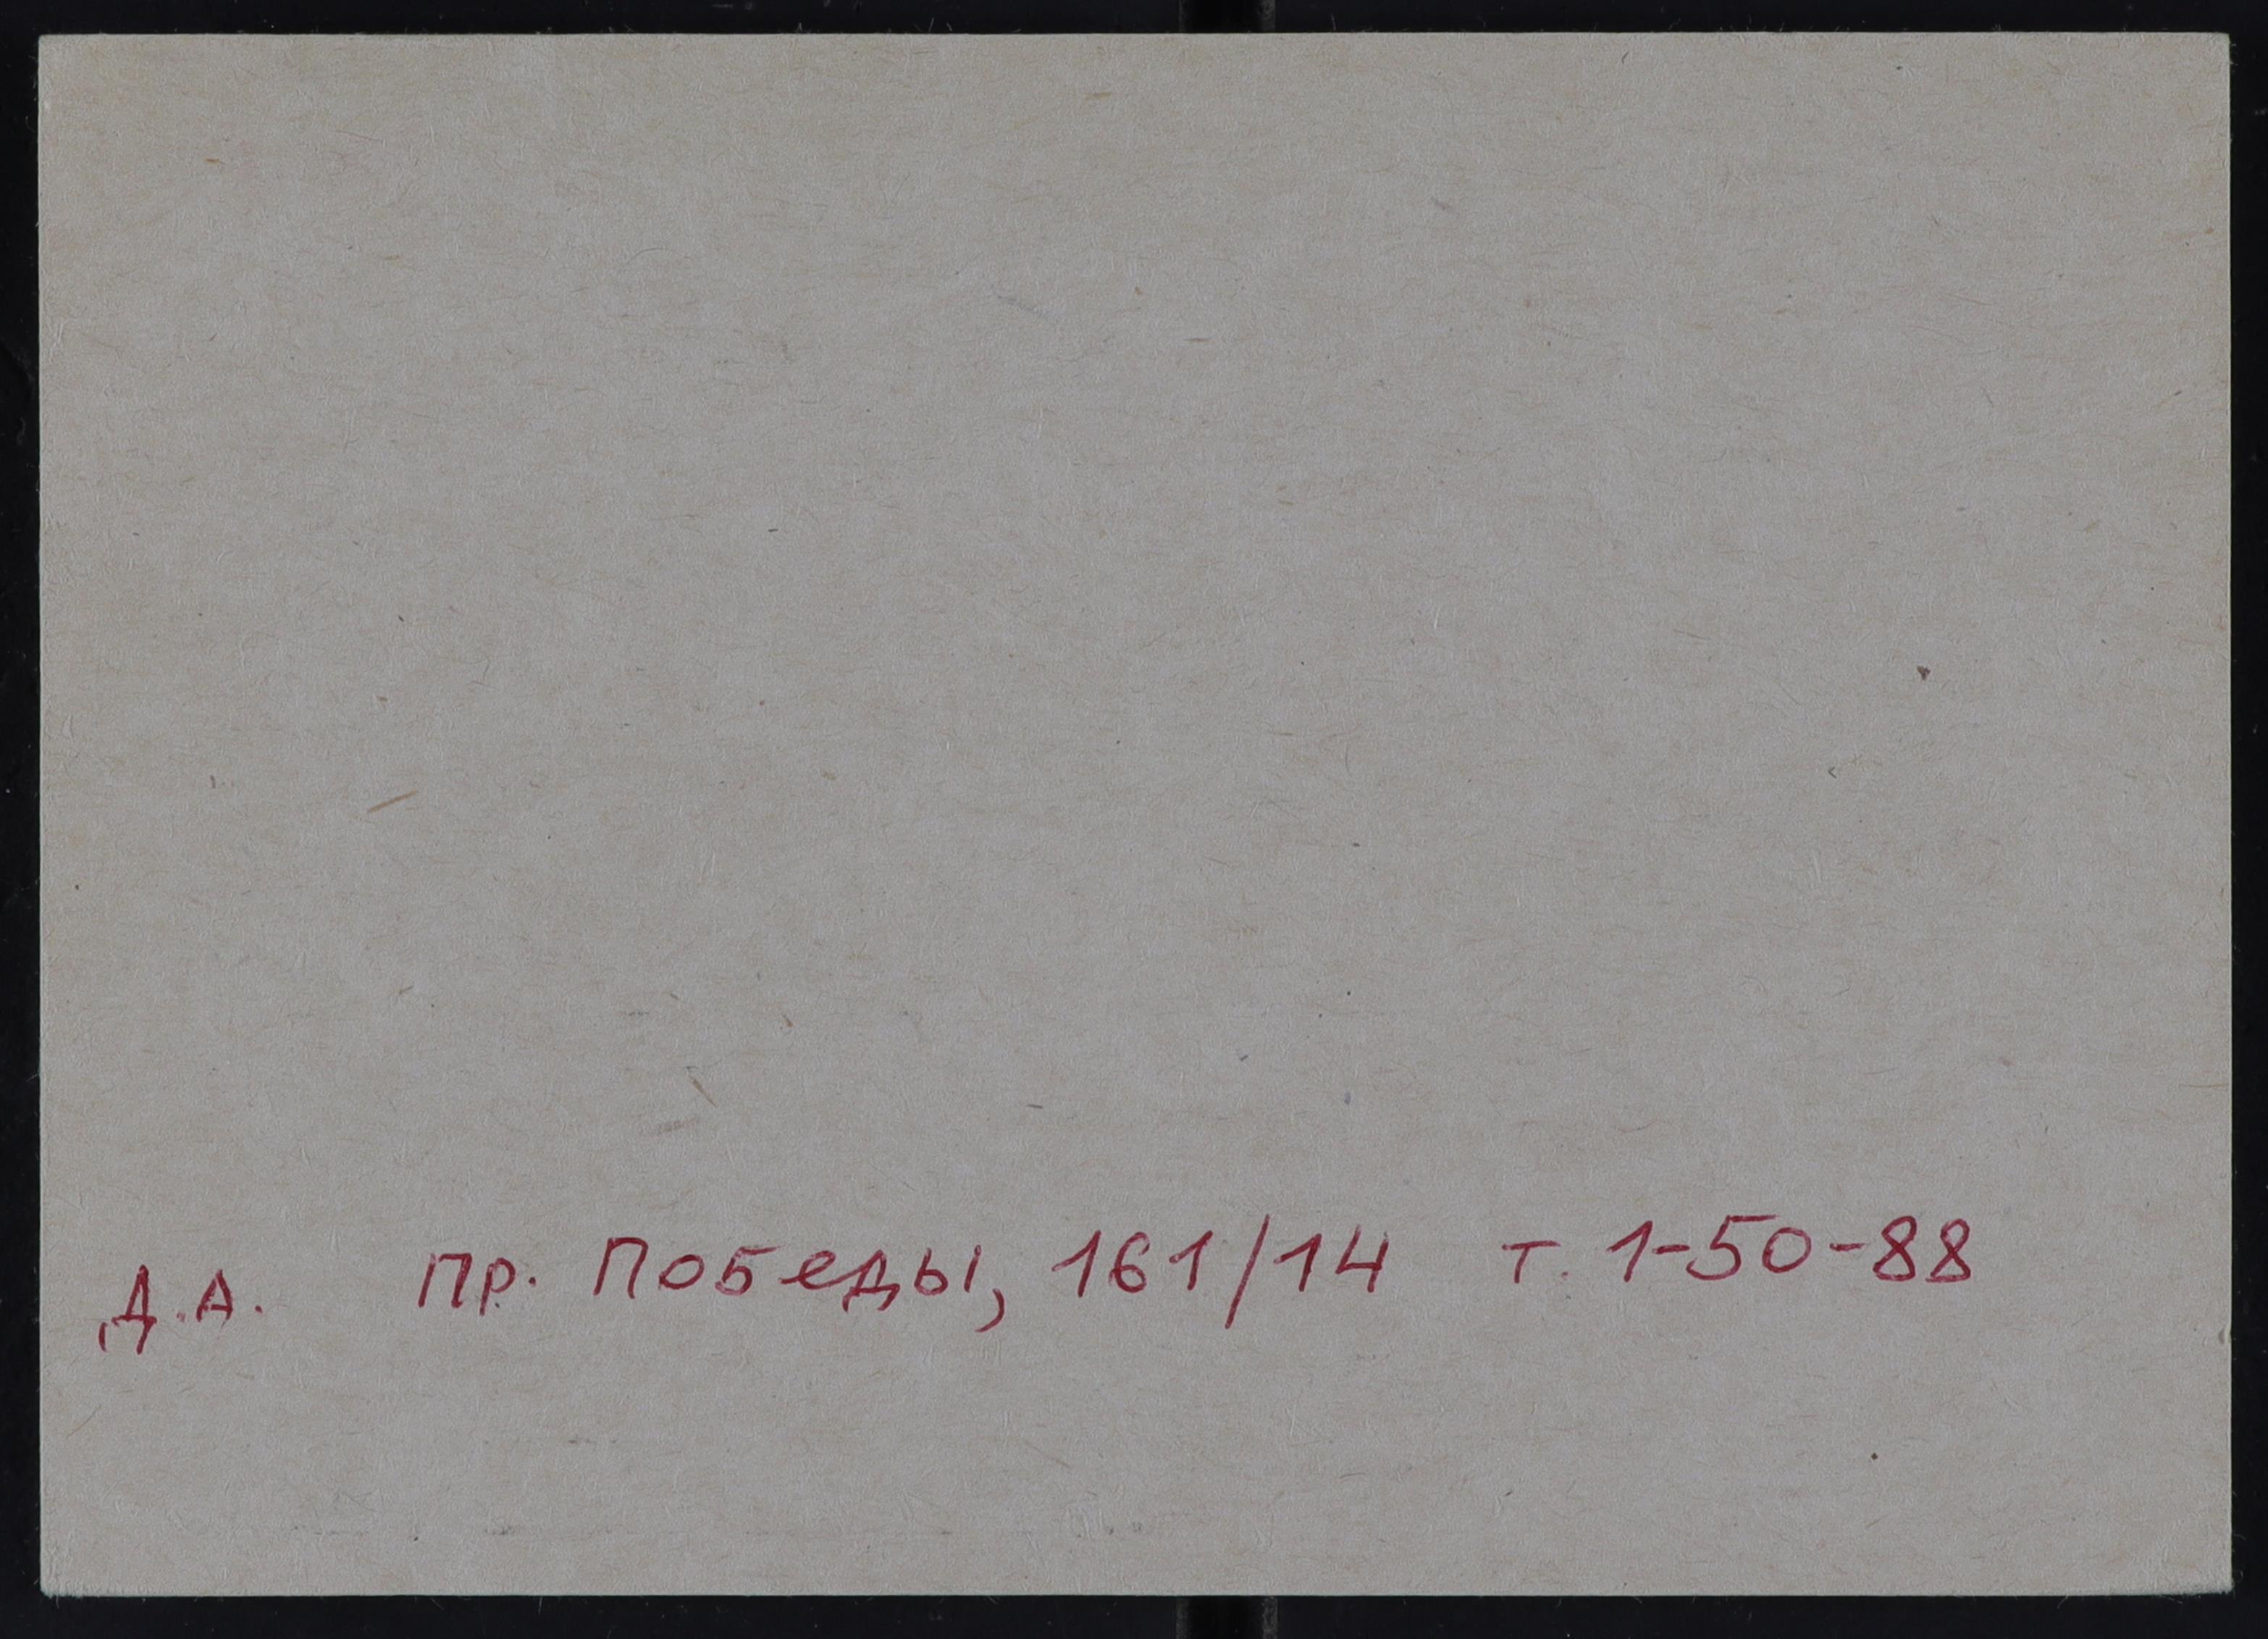 Д.А. пр. Победы, 161/14 т. 1-50-88